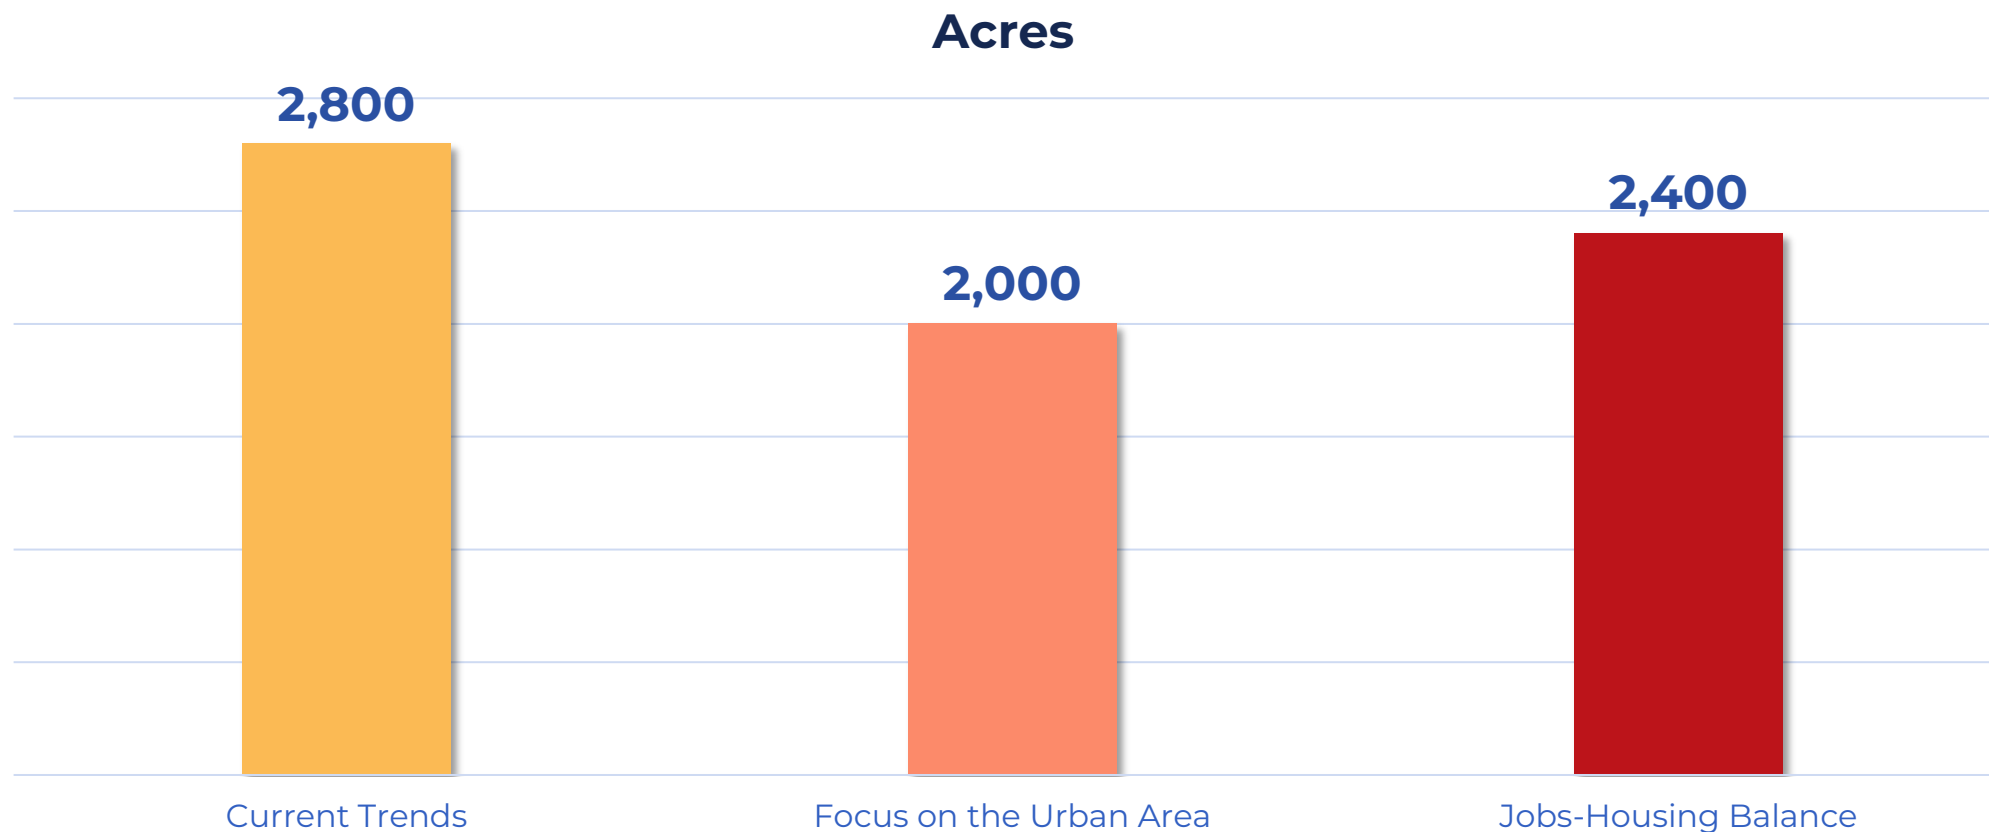 Acres
2,800
2,400
2,000
Current Trends
Focus on the Urban Area
Jobs-Housing Balance